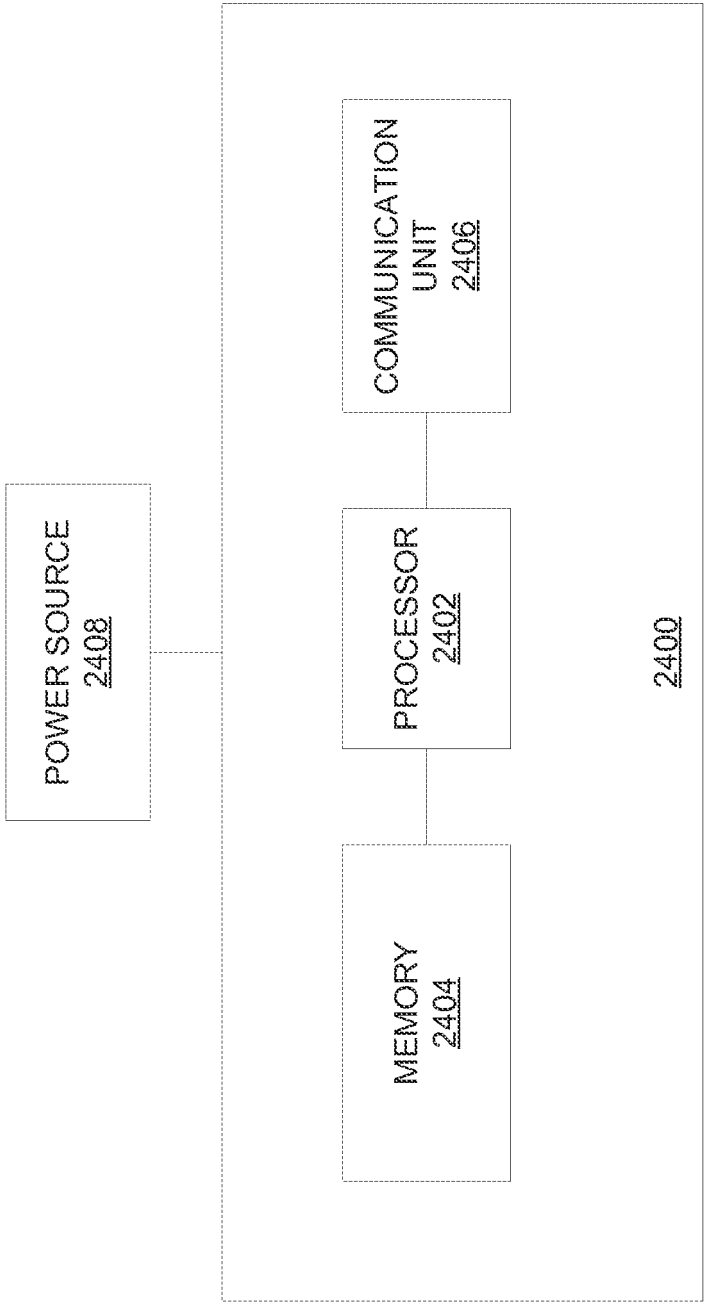 POWER SOURCE
2408
MEMORY
2404
PROCESSOR
2402
COMMUNICATION
UNIT
2406
2400